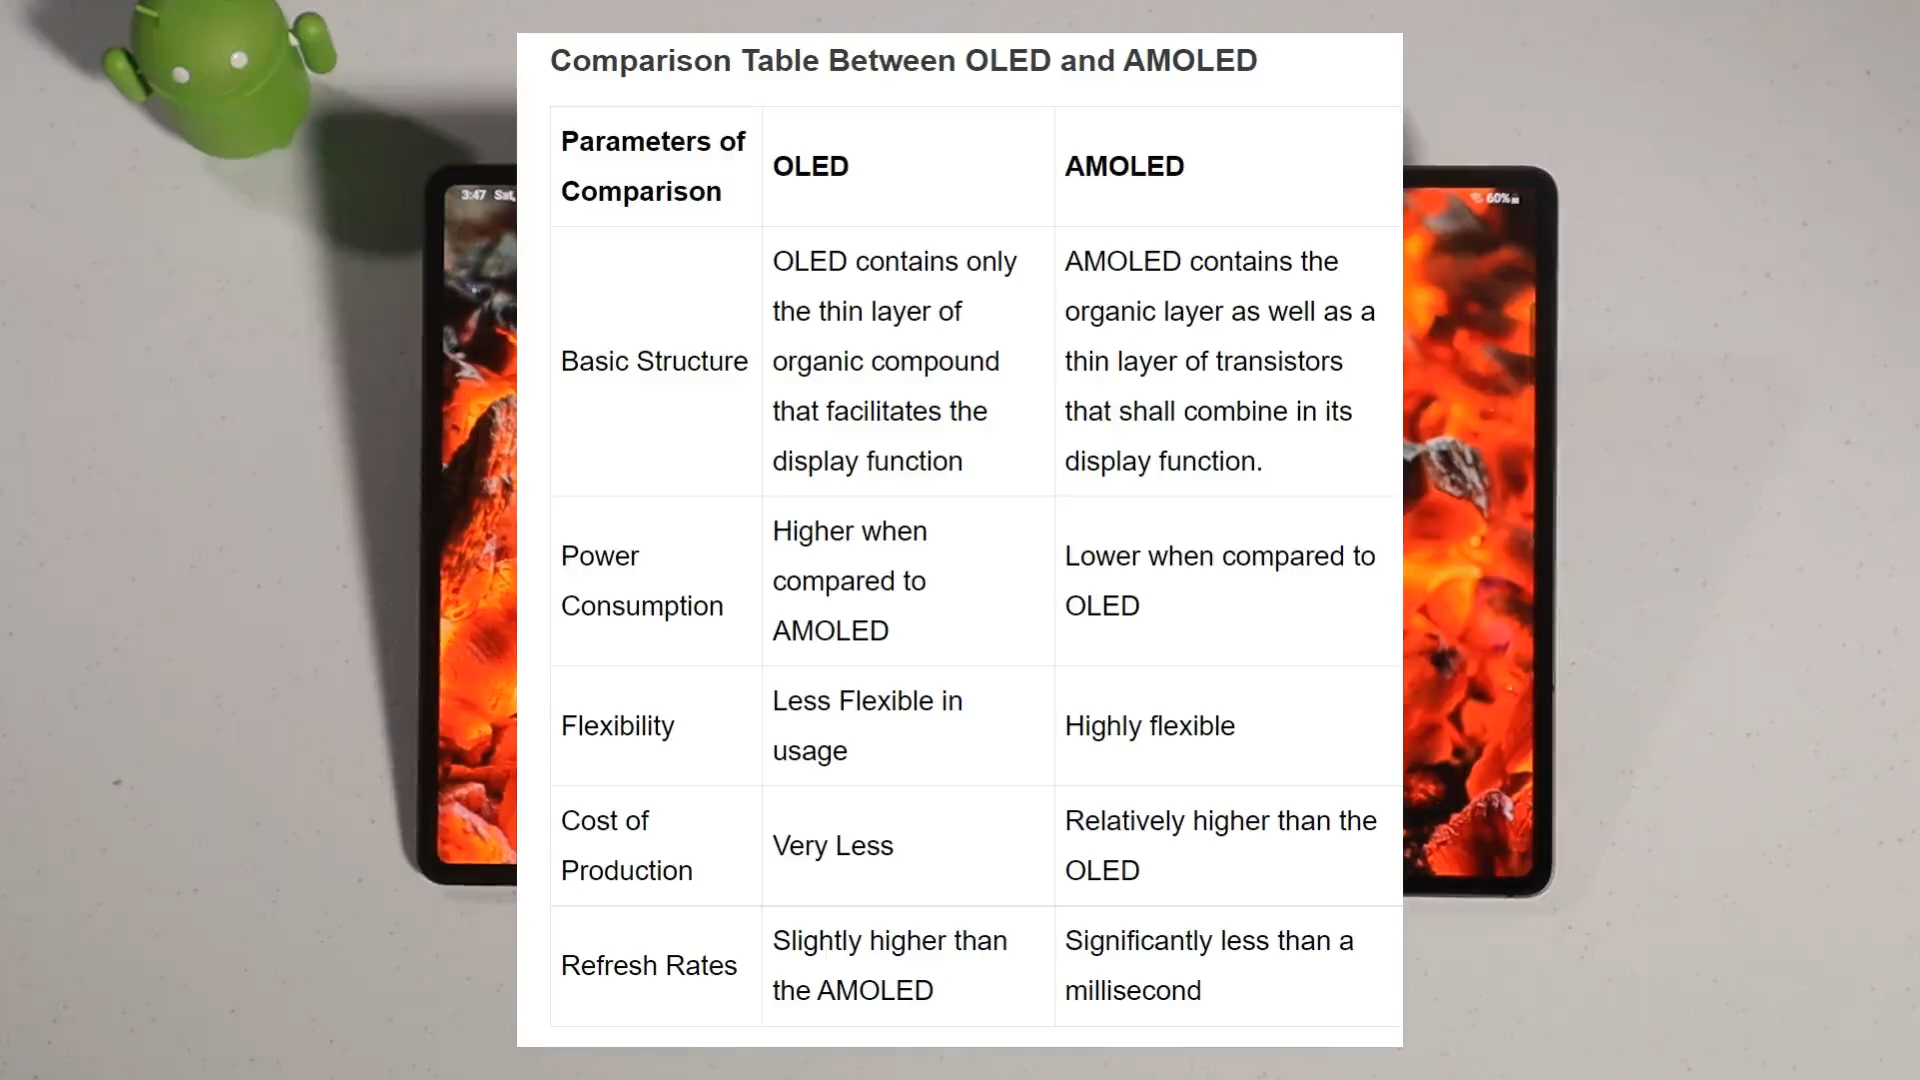 Comparison Table Between OLED and AMOLED
Parameters of
Comparison
OLED
AMOLED
Basic Structure
OLED contains only
the thin layer of
organic compound
that facilitates the
display function
AMOLED contains the
organic layer as well as a
thin layer of transistors
that shall combine in its
display function.
Power
Consumption
Higher when
compared to
AMOLED
Lower when compared to
OLED
Flexibility
Less Flexible in
usage
Highly flexible
Cost of
Production
Very Less
Relatively higher than the
OLED
Refresh Rates
Slightly higher than
the AMOLED
Significantly less than a
millisecond
3:47 Sat,
60%